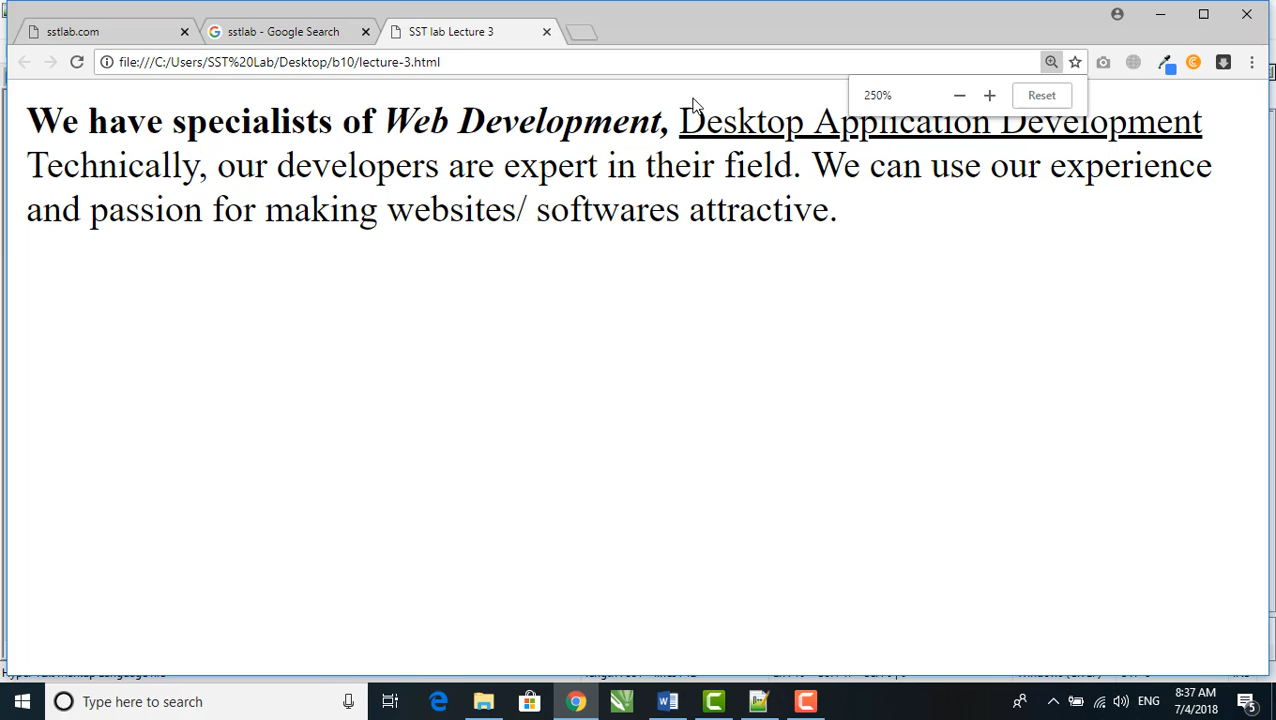 sstlab.com
sstlab - Google Search
SST lab Lecture 3
file:///C:/Users/SST%20Lab/Desktop/b10/lecture-3.html
250%
Reset
We have specialists of Web Development, Desktop Application Development
Technically, our developers are expert in their field. We can use our experience
and passion for making websites/ softwares attractive.
Type here to search
ENG
8:37 AM
7/4/2018
5